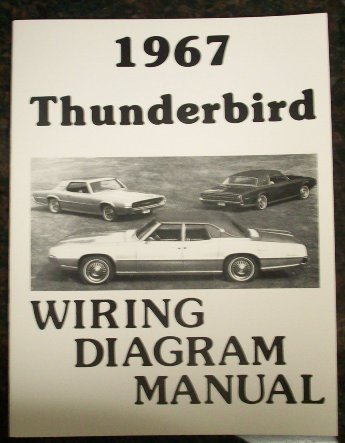 1967
Thunderbird
WIRING
DIAGRAM
MANUAL